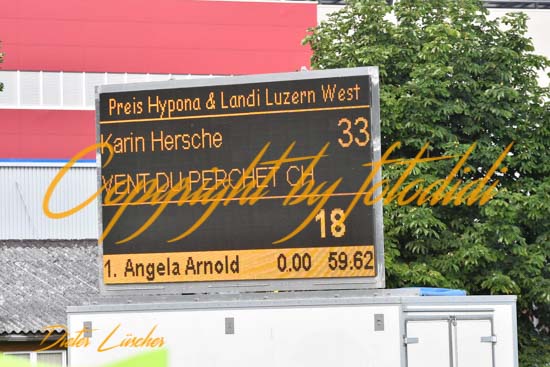 Preis Hypona & Landi Luzern West
Karin Hersche 33
VENT DU PERCHET CH
Copyright by fotodidi
18
1. Angela Arnold 0.00 59.62
Dieter Lüscher